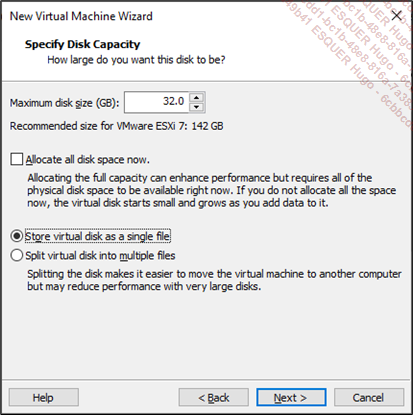 New Virtual Machine Wizard
Specify Disk Capacity
How large do you want this disk to be?
Maximum disk size (GB): 32.0
Recommended size for VMware ESXi 7: 142 GB
Allocate all disk space now.
Allocating the full capacity can enhance performance but requires all of the
physical disk space to be available right now. If you do not allocate all the space
now, the virtual disk starts small and grows as you add data to it.
Store virtual disk as a single file
Split virtual disk into multiple files
Splitting the disk makes it easier to move the virtual machine to another computer
but may reduce performance with very large disks.
Help
< Back
Next >
Cancel
ESQUER Hugo